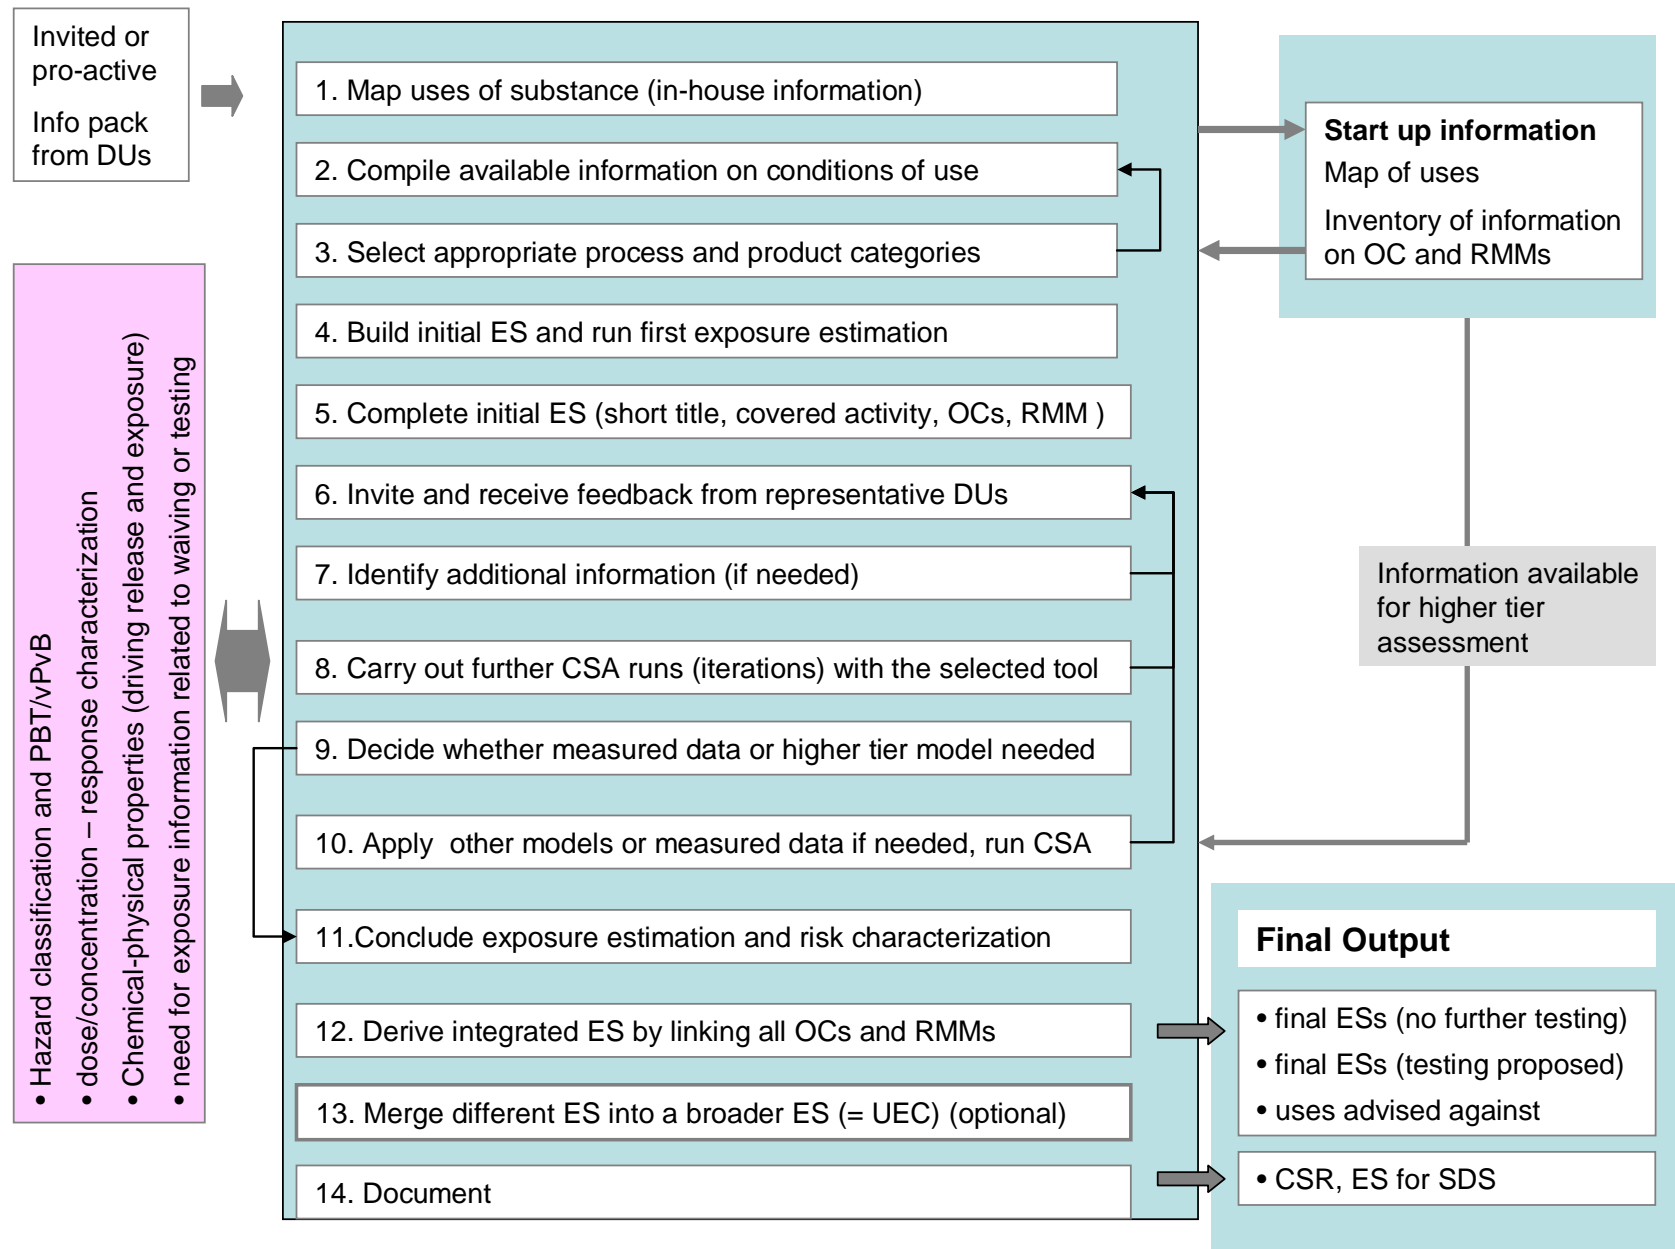 Invited or
pro-active
Info pack
from DUs
1. Map uses of substance (in-house information)
2. Compile available information on conditions of use
3. Select appropriate process and product categories
4. Build initial ES and run first exposure estimation
5. Complete initial ES (short title, covered activity, OCs, RMM )
6. Invite and receive feedback from representative DUs
7. Identify additional information (if needed)
8. Carry out further CSA runs (iterations) with the selected tool
9. Decide whether measured data or higher tier model needed
10. Apply  other models or measured data if needed, run CSA
11.Conclude exposure estimation and risk characterization
12. Derive integrated ES by linking all OCs and RMMs
13. Merge different ES into a broader ES (= UEC) (optional)
14. Document
Start up information
Map of uses
Inventory of information
on OC and RMMs
Information available
for higher tier
assessment
Final Output
• final ESs (no further testing)
• final ESs (testing proposed)
• uses advised against
• CSR, ES for SDS
• Hazard classification and PBT/vPvB
• dose/concentration – response characterization
• Chemical-physical properties (driving release and exposure)
• need for exposure information related to waiving or testing